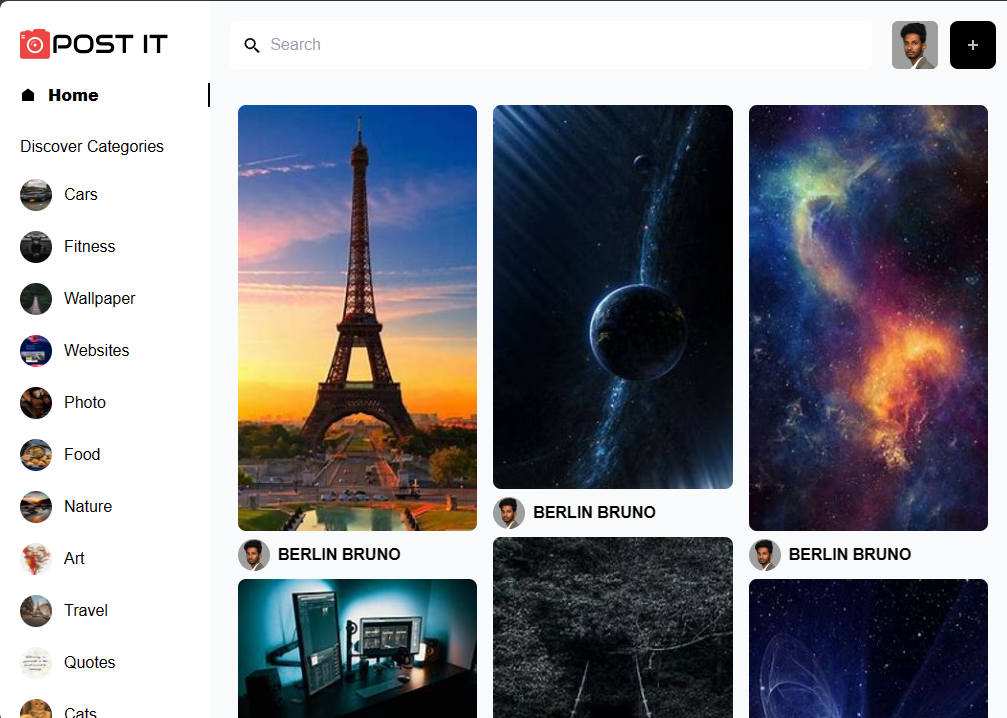 POST IT
Search
+
Home
Discover Categories
Cars
Fitness
Wallpaper
Websites
Photo
Food
Nature
Art
Travel
Quotes
Cats
BERLIN BRUNO
BERLIN BRUNO
BERLIN BRUNO